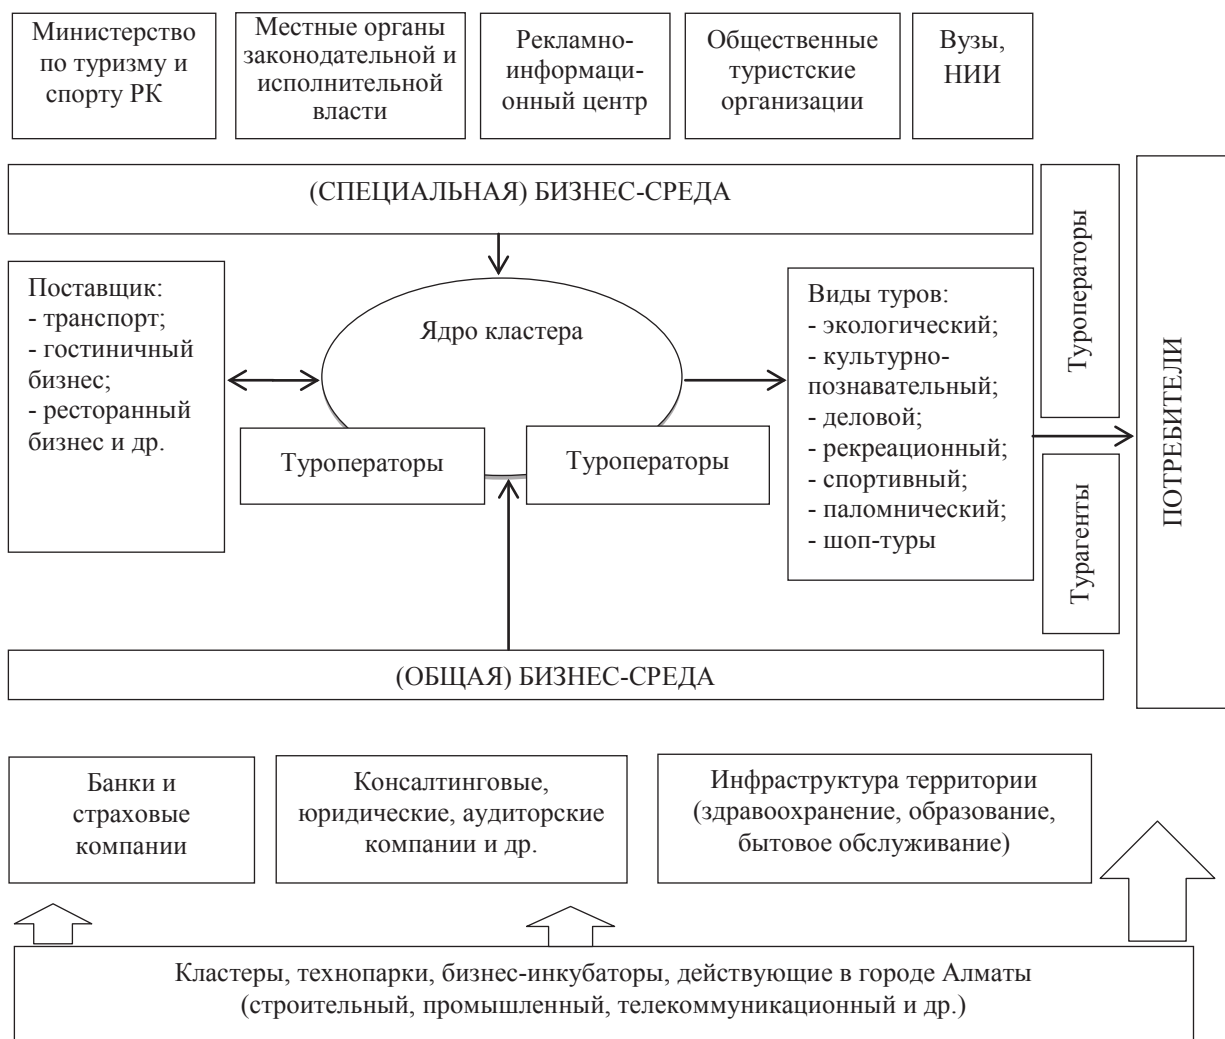 Министерство
по туризму и
спорту РК
Местные органы
законодательной и
исполнительной
власти
Рекламно-
информаци-
онный центр
Общественные
туристские
организации
Вузы,
НИИ
(СПЕЦИАЛЬНАЯ) БИЗНЕС-СРЕДА
Поставщик:
- транспорт;
- гостиничный
бизнес;
- ресторанный
бизнес и др.
Ядро кластера
Туроператоры
Туроператоры
Виды туров:
- экологический;
- культурно-
познавательный;
- деловой;
- рекреационный;
- спортивный;
- паломнический;
- шоп-туры
Туроператоры
Турагенты
ПОТРЕБИТЕЛИ
(ОБЩАЯ) БИЗНЕС-СРЕДА
Банки и
страховые
компании
Консалтинговые,
юридические, аудиторские
компании и др.
Инфраструктура территории
(здравоохранение, образование,
бытовое обслуживание)
Кластеры, технопарки, бизнес-инкубаторы, действующие в городе Алматы
(строительный, промышленный, телекоммуникационный и др.)